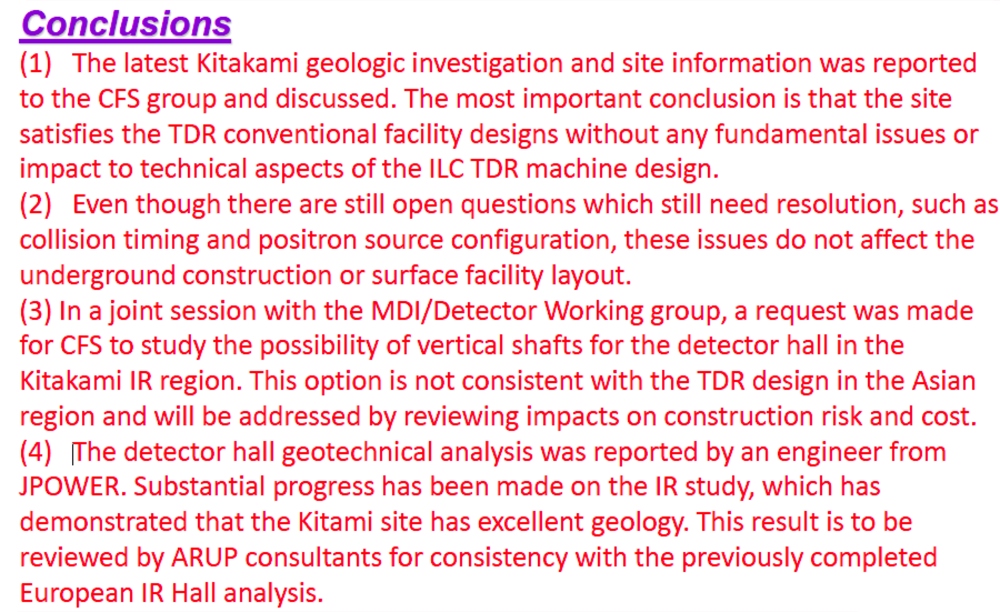 Conclusions
(1) The latest Kitakami geologic investigation and site information was reported
to the CFS group and discussed. The most important conclusion is that the site
satisfies the TDR conventional facility designs without any fundamental issues or
impact to technical aspects of the ILC TDR machine design.
(2) Even though there are still open questions which still need resolution, such as
collision timing and positron source configuration, these issues do not affect the
underground construction or surface facility layout.
(3) In a joint session with the MDI/Detector Working group, a request was made
for CFS to study the possibility of vertical shafts for the detector hall in the
Kitakami IR region. This option is not consistent with the TDR design in the Asian
region and will be addressed by reviewing impacts on construction risk and cost.
(4) The detector hall geotechnical analysis was reported by an engineer from
JPOWER. Substantial progress has been made on the IR study, which has
demonstrated that the Kitami site has excellent geology. This result is to be
reviewed by ARUP consultants for consistency with the previously completed
European IR Hall analysis.